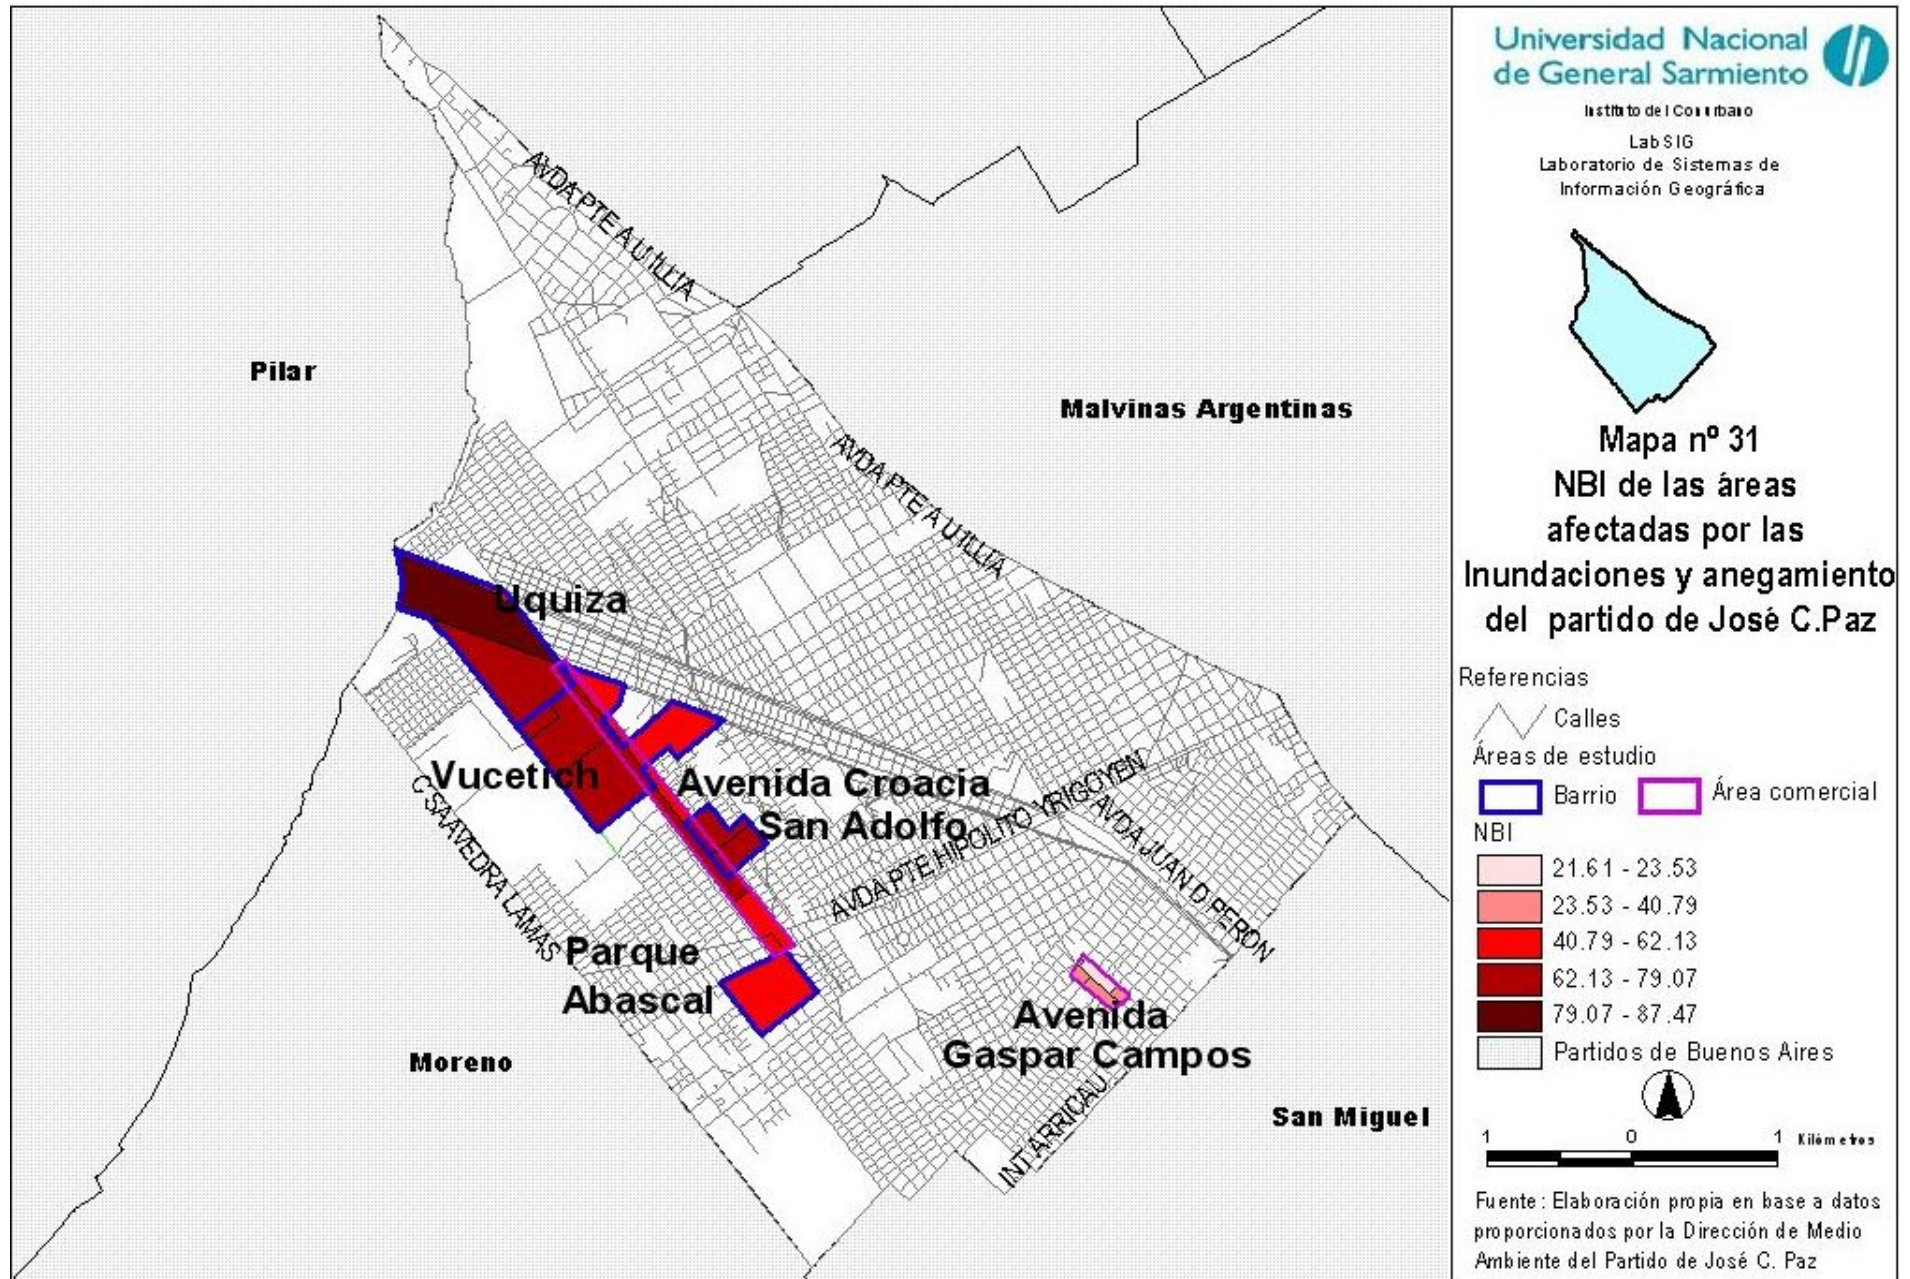 AVDA PTE A U ILLIA
Pilar
Malvinas Argentinas
AVDA PTE A U ILLIA
Uquiza
Vucetich
Avenida Croacia
San Adolfo
C SAAVEDRA LAMAS
AVDA PTE HIPOLITO YRIGOYEN
AVDA JUAN D PERON
Parque
Abascal
Avenida
Gaspar Campos
Moreno
San Miguel
INT ARRICAU
Universidad Nacional
de General Sarmiento
Instituto del Conurbano
LabSIG
Laboratorio de Sistemas de
Información Geográfica
Mapa nº 31
NBI de las áreas
afectadas por las
Inundaciones y anegamiento
del partido de José C.Paz
Referencias
Calles
Áreas de estudio
Barrio Área comercial
NBI
21.61 - 23.53
23.53 - 40.79
40.79 - 62.13
62.13 - 79.07
79.07 - 87.47
Partidos de Buenos Aires
1 0 1 Kilómetros
Fuente: Elaboración propia en base a datos
proporcionados por la Dirección de Medio
Ambiente del Partido de José C. Paz